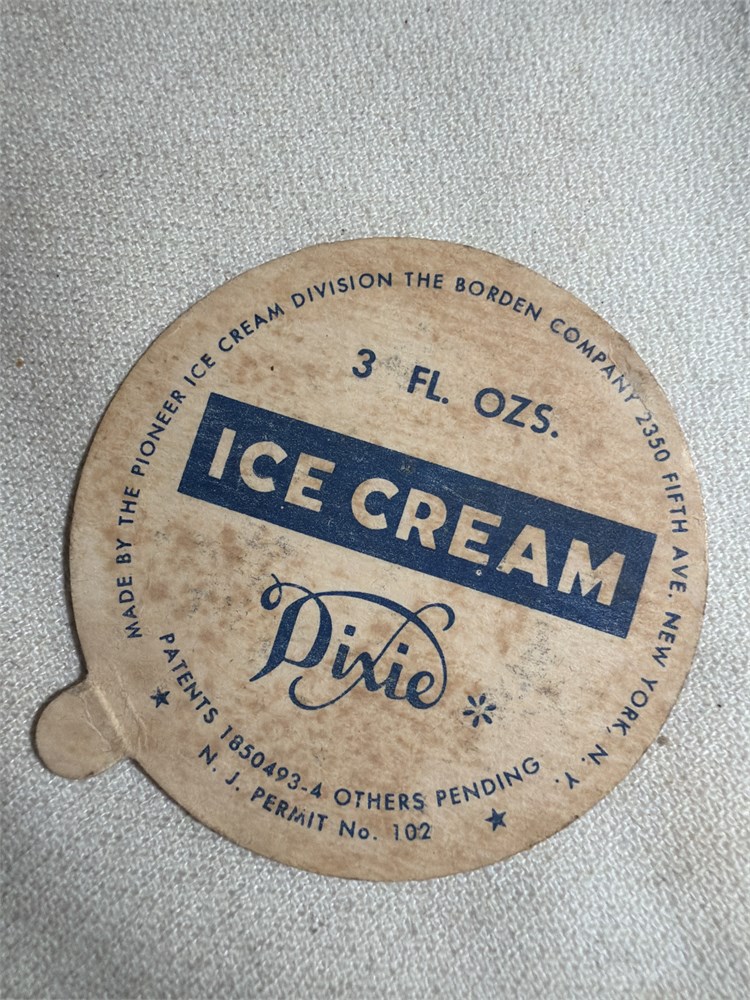 MADE BY THE PIONEER ICE CREAM DIVISION THE BORDEN COMPANY 2350 FIFTH AVE. NEW YORK, N. Y.
3 FL. OZS.
ICE CREAM
Dixie
PATENTS 1850493-4 OTHERS PENDING
N. J. PERMIT No. 102